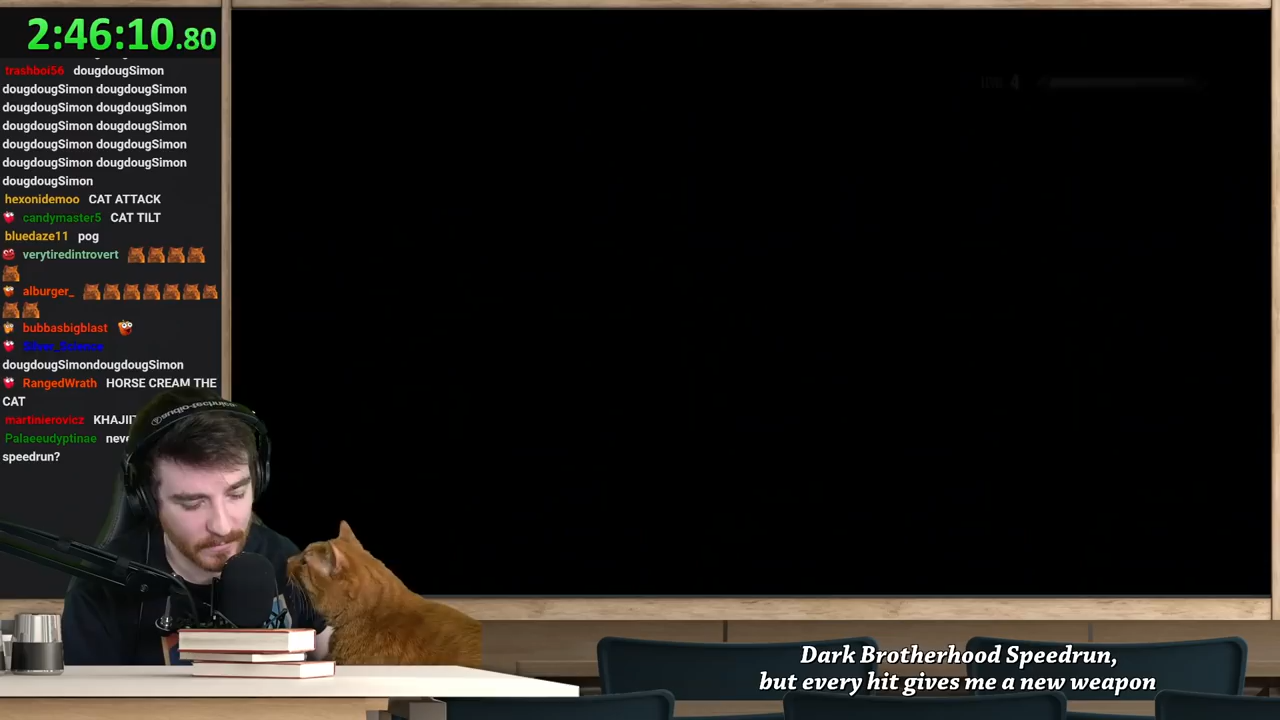 2:46:10.80
trashboi56 dougdougSimon
dougdougSimon dougdougSimon
dougdougSimon dougdougSimon
dougdougSimon dougdougSimon
dougdougSimon dougdougSimon
dougdougSimon dougdougSimon
dougdougSimon
hexonidemoo CAT ATTACK
candymaster5 CAT TILT
bluedaze11 pog
verytiredintrovert
alburger_
bubbasbigblast
dougdougSimondougdougSimon
RangedWrath HORSE CREAM THE
CAT
martinierovicz
Palaeeudyptinae
speedrun?
Dark Brotherhood Speedrun,
but every hit gives me a new weapon